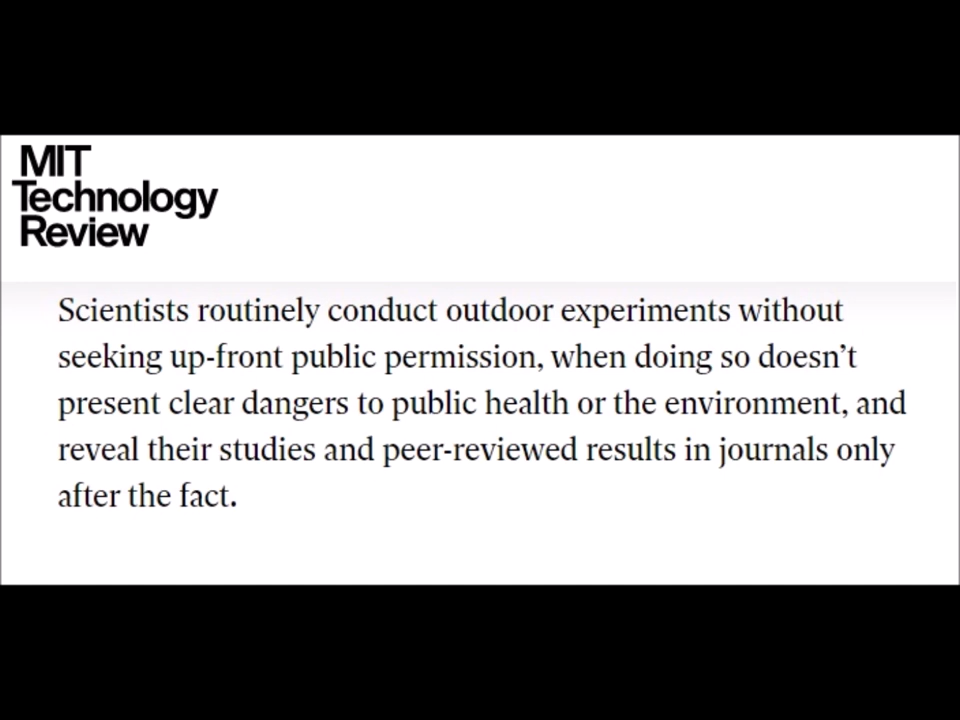 MIT
Technology
Review
Scientists routinely conduct outdoor experiments without
seeking up-front public permission, when doing so doesn’t
present clear dangers to public health or the environment, and
reveal their studies and peer-reviewed results in journals only
after the fact.